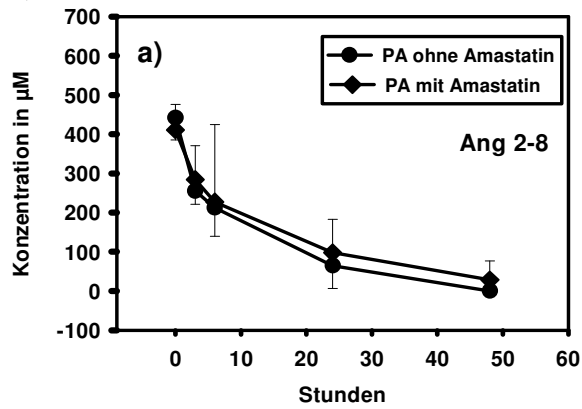 a)
PA ohne Amastatin
PA mit Amastatin
Ang 2-8
Konzentration in µM
700
600
500
400
300
200
100
0
-100
0 10 20 30 40 50 60
Stunden